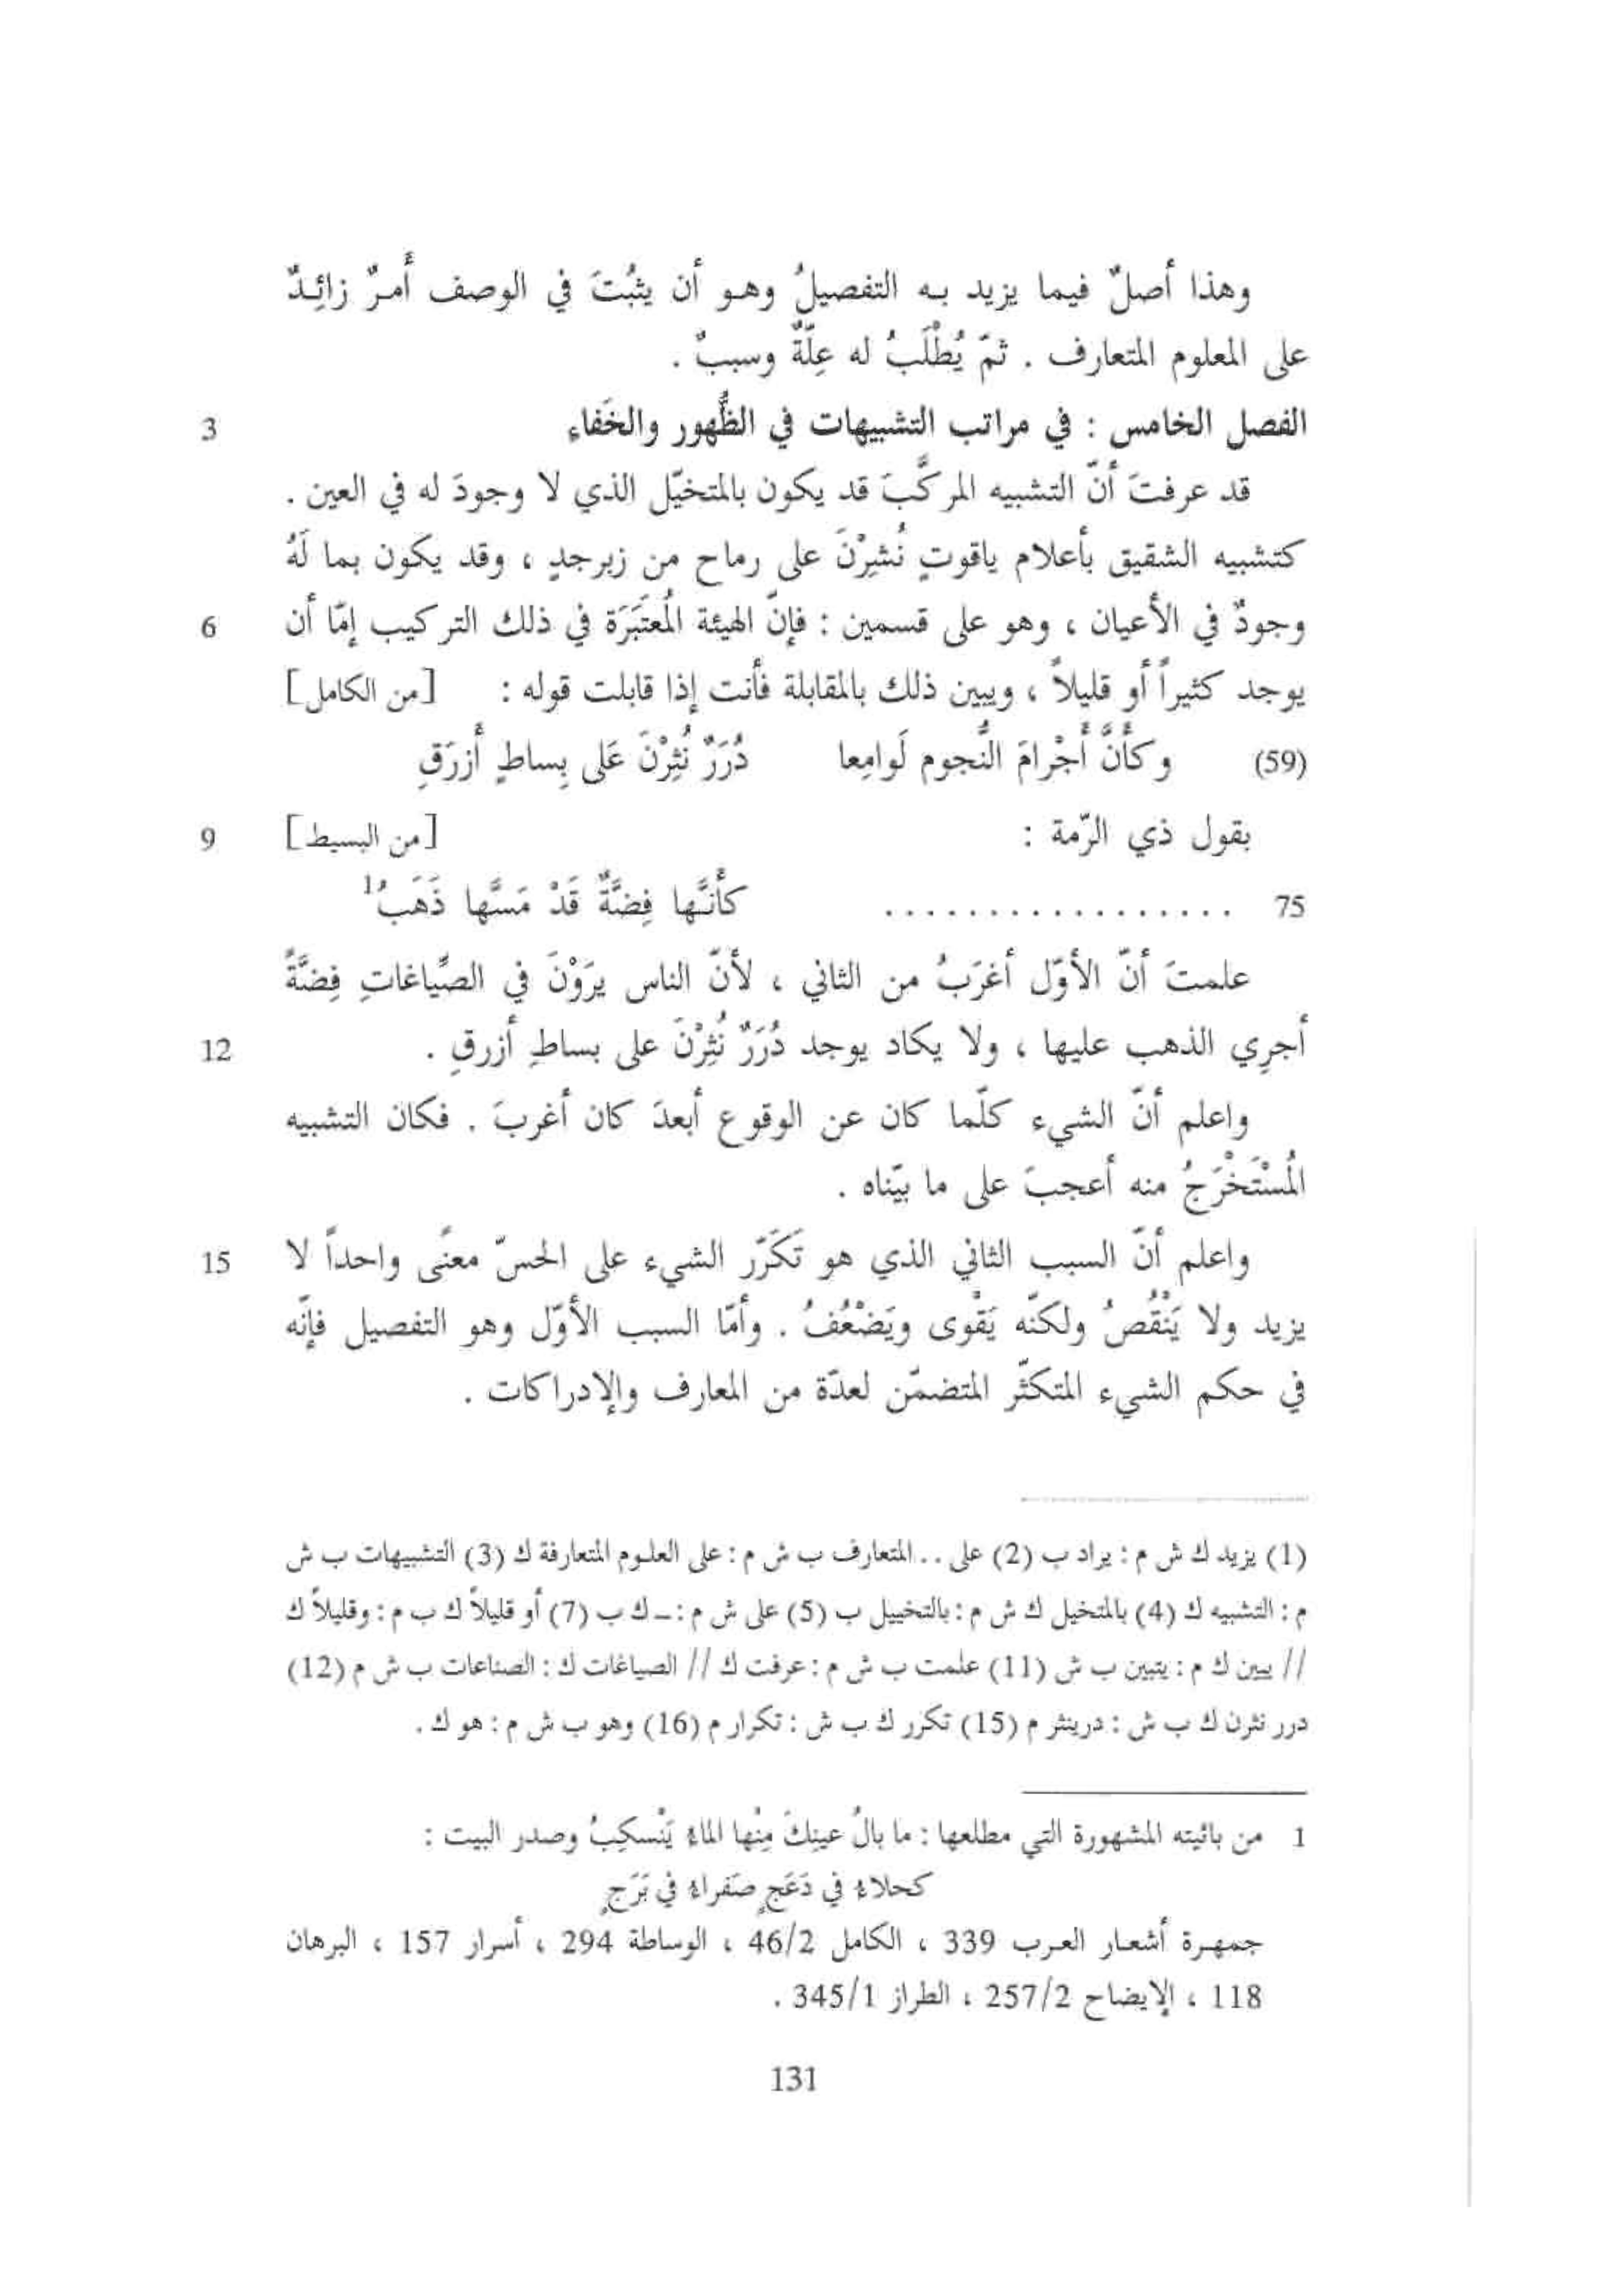 وهذا أصلٌ فيما يزيد بـه التفصيلُ وهـو أن يثبُتَ في الوصف أَمـرٌ زائِـدٌ
على المعلوم المتعارف . ثمّ يُطْلَبُ له عِلّةٌ وسببٌ .
الفصل الخامس : في مراتب التشبيهات في الظُّهور والخَفاء 3
قد عرفتَ أنّ التشبيه المركَّبَ قد يكون بالمتخيّل الذي لا وجودَ له في العين .
كتشبيه الشقيق بأعلام ياقوتٍ نُشِرْنَ على رماح من زبرجدٍ ، وقد يكون بما لَهُ
وجودٌ في الأعيان ، وهو على قسمين : فإنّ الهيئة المُعتَبَرَة في ذلك التركيب إمّا أن 6
يوجد كثيراً أو قليلاً ، ويبين ذلك بالمقابلة فأنت إذا قابلت قوله : [من الكامل]
(59) وكأَنَّ أَجْرامَ النُّجوم لَوامِعا دُرَرٌ نُثِرْنَ عَلى بِساطٍ أَزرَقِ
بقول ذي الرّمة : [من البسيط] 9
75 . . . . . . . . . . . . . . . . . كأَنَّها فِضَّةٌ قَدْ مَسَّها ذَهَبُ1
علمتَ أنّ الأوّل أغرَبُ من الثاني ، لأنّ الناس يرَوْنَ في الصِّياغاتِ فِضَّةً
أجرِي الذهب عليها ، ولا يكاد يوجد دُرَرٌ نُثِرْنَ على بساطِ أزرقِ . 12
واعلم أنّ الشيء كلّما كان عن الوقوع أبعدَ كان أغربَ . فكان التشبيه
المُسْتَخْرَجُ منه أعجبَ على ما بيّناه .
واعلم أنّ السبب الثاني الذي هو تَكَرّر الشيء على الحسّ معنًى واحداً لا 15
يزيد ولا يَنْقُصُ ولكنّه يَقْوى ويَضْعُفُ . وأمّا السبب الأوّل وهو التفصيل فإنّه
في حكم الشيء المتكثّر المتضمّن لعدّة من المعارف والإدراكات .
(1) يزيد ك ش م : يراد ب (2) على . . المتعارف ب ش م : على العلـوم المتعارفة ك (3) التشبيهات ب ش
م : التشبيه ك (4) بالمتخيل ك ش م : بالتخييل ب (5) على ش م : ــ ك ب (7) أو قليلاً ك ب م : وقليلاً ك
// يبين ك م : يتبين ب ش (11) علمت ب ش م : عرفت ك // الصياغات ك : الصناعات ب ش م (12)
درر نثرن ك ب ش : درينثر م (15) تكرر ك ب ش : تكرار م (16) وهو ب ش م : هو ك .
1 من بائيته المشهورة التي مطلعها : ما بالُ عينِكَ مِنْها الماءُ يَنْسكِبُ وصدر البيت :
كحلاءُ في دَعَجٍ صَفراءُ في بَرَجٍ
جمهـرة أشعـار العـرب 339 ، الكامل 46/2 ، الوساطة 294 ، أسرار 157 ، البرهان
118 ، الإيضاح 257/2 ، الطراز 345/1 .
131